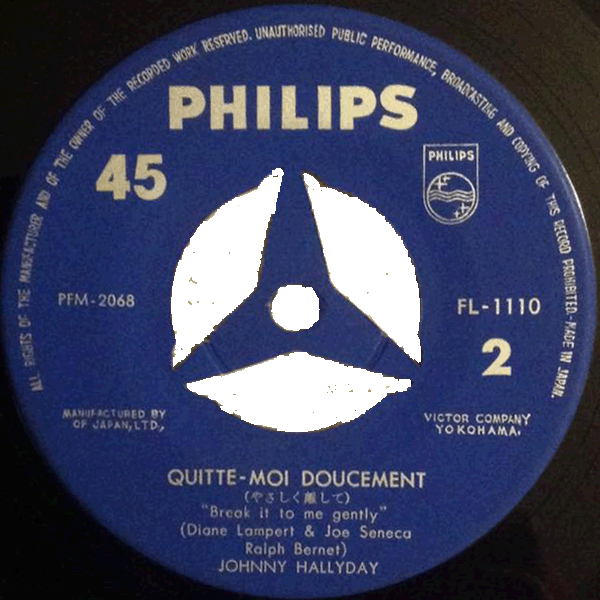 ALL RIGHTS OF THE MANUFACTURER AND OF THE OWNER OF THE RECORDED WORK RESERVED. UNAUTHORISED PUBLIC PERFORMANCE, BROADCASTING AND COPYING OF THIS RECORD PROHIBITED-MADE IN JAPAN.
PHILIPS
45
PHILIPS
PFM-2068
FL-1110
2
MANUFACTURED BY
OF JAPAN, LTD.,
VICTOR COMPANY
YOKOHAMA.
QUITTE-MOI DOUCEMENT
(やさしく離して)
"Break it to me gently"
(Diane Lampert & Joe Seneca
Ralph Bernet)
JOHNNY HALLYDAY